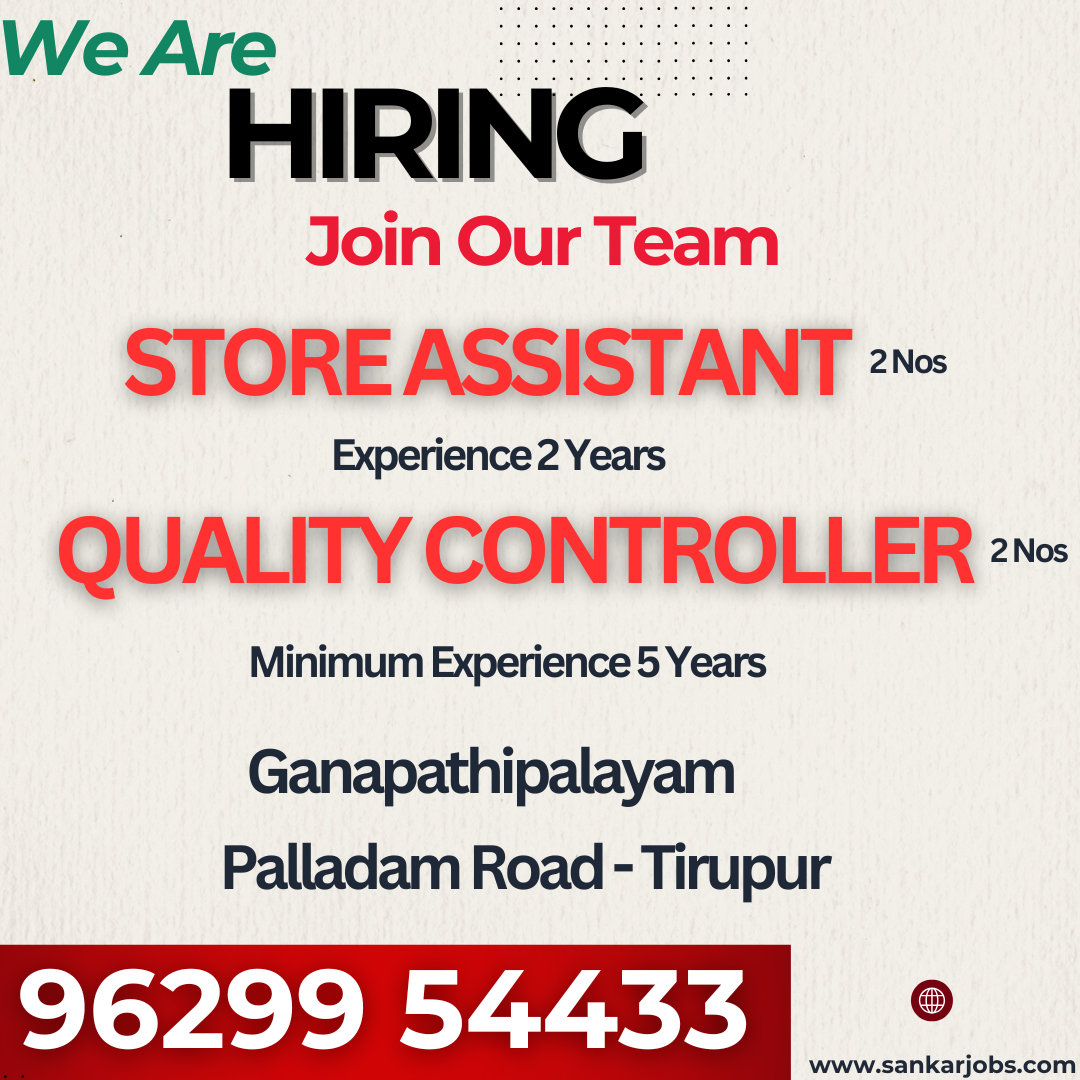 We Are
HIRING
Join Our Team
STORE ASSISTANT 2 Nos
Experience 2 Years
QUALITY CONTROLLER 2 Nos
Minimum Experience 5 Years
Ganapathipalayam
Palladam Road - Tirupur
96299 54433
www.sankarjobs.com